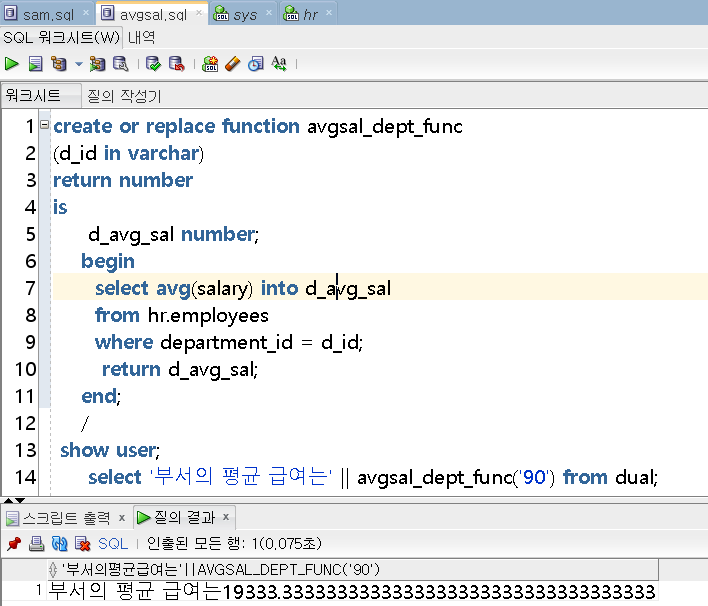 sam.sql × avgsal.sql × sys × hr ×
SQL 워크시트(W) 내역
워크시트 질의 작성기
1 create or replace function avgsal_dept_func
2 (d_id in varchar)
3 return number
4 is
5 d_avg_sal number;
6 begin
7 select avg(salary) into d_avg_sal
8 from hr.employees
9 where department_id = d_id;
10 return d_avg_sal;
11 end;
12 /
13 show user;
14 select '부서의 평균 급여는' || avgsal_dept_func('90') from dual;
스크립트 출력 × 질의 결과 ×
SQL | 인출된 모든 행: 1(0,075초)
'부서의평균급여는'||AVGSAL_DEPT_FUNC('90')
1 부서의 평균 급여는19333.3333333333333333333333333333333333